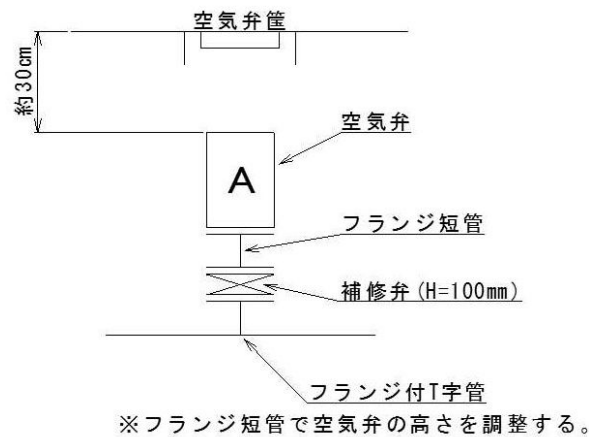 空気弁筐
約30cm
空気弁
A
フランジ短管
補修弁(H=100mm)
フランジ付T字管
※フランジ短管で空気弁の高さを調整する。